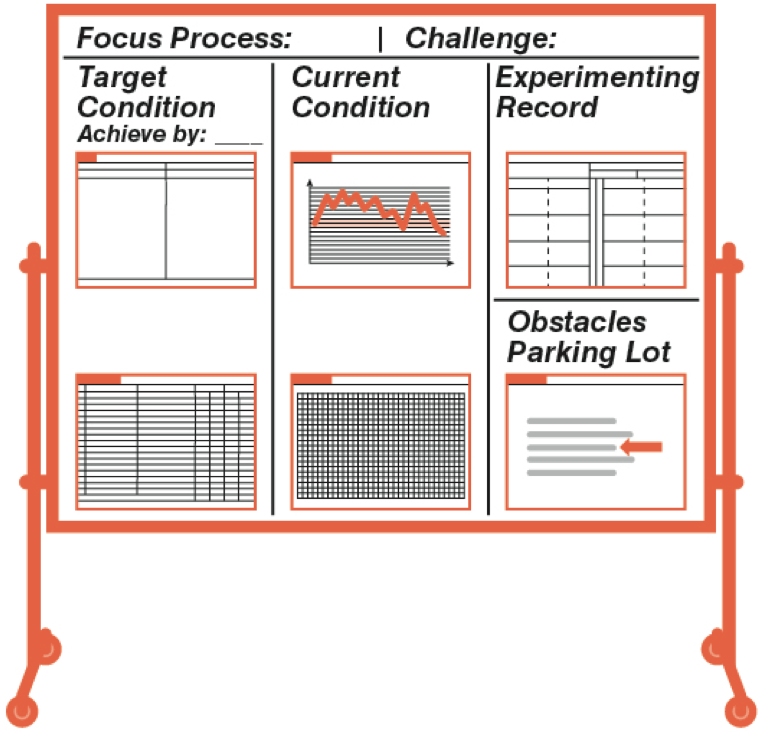 Focus Process: | Challenge:
Target
Condition
Achieve by: ____
Current
Condition
Experimenting
Record
Obstacles
Parking Lot